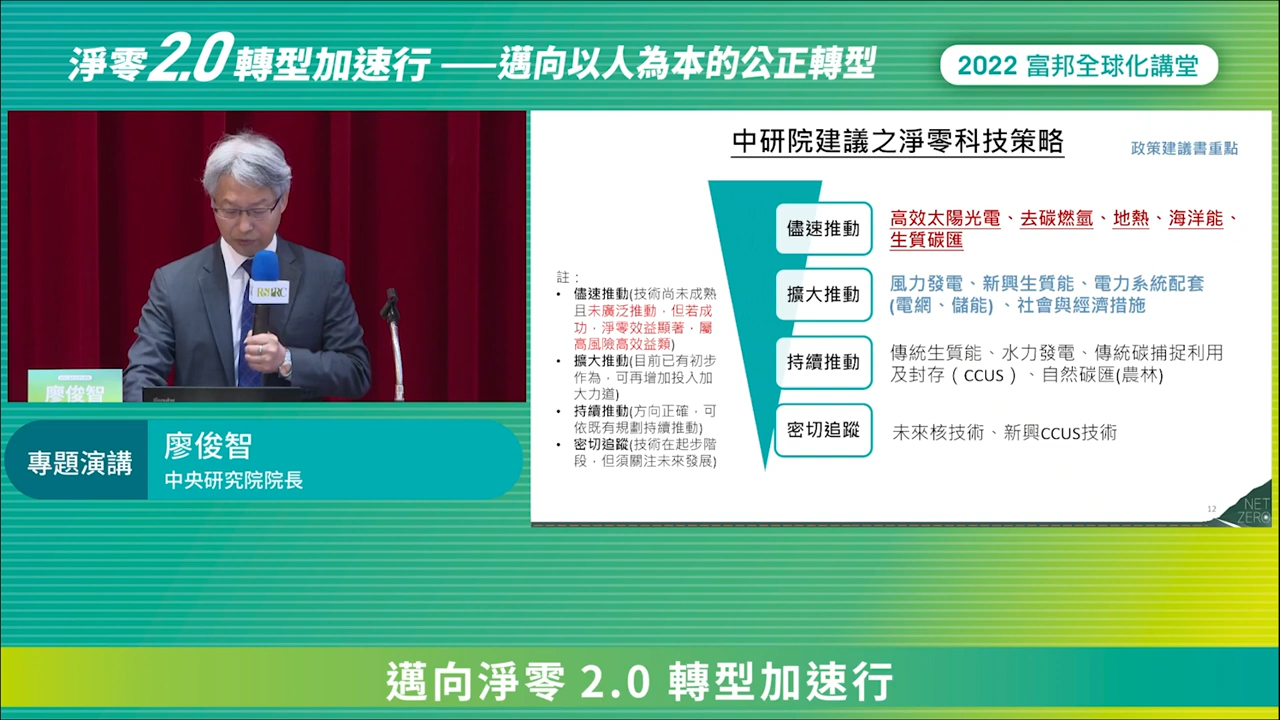 淨零2.0轉型加速行——邁向以人為本的公正轉型
2022 富邦全球化講堂
中研院建議之淨零科技策略
政策建議書重點
儘速推動
高效太陽光電、去碳燃氫、地熱、海洋能、
生質碳匯
擴大推動
風力發電、新興生質能、電力系統配套
(電網、儲能) 、社會與經濟措施
持續推動
傳統生質能、水力發電、傳統碳捕捉利用
及封存（CCUS）、自然碳匯(農林)
密切追蹤
未來核技術、新興CCUS技術
註：
• 儘速推動(技術尚未成熟
且未廣泛推動，但若成
功，淨零效益顯著，屬
高風險高效益類)
• 擴大推動(目前已有初步
作為，可再增加投入加
大力道)
• 持續推動(方向正確，可
依既有規劃持續推動)
• 密切追蹤(技術在起步階
段，但須關注未來發展)
12
NET
ZERO
廖俊智
專題演講
廖俊智
中央研究院院長
邁向淨零 2.0 轉型加速行